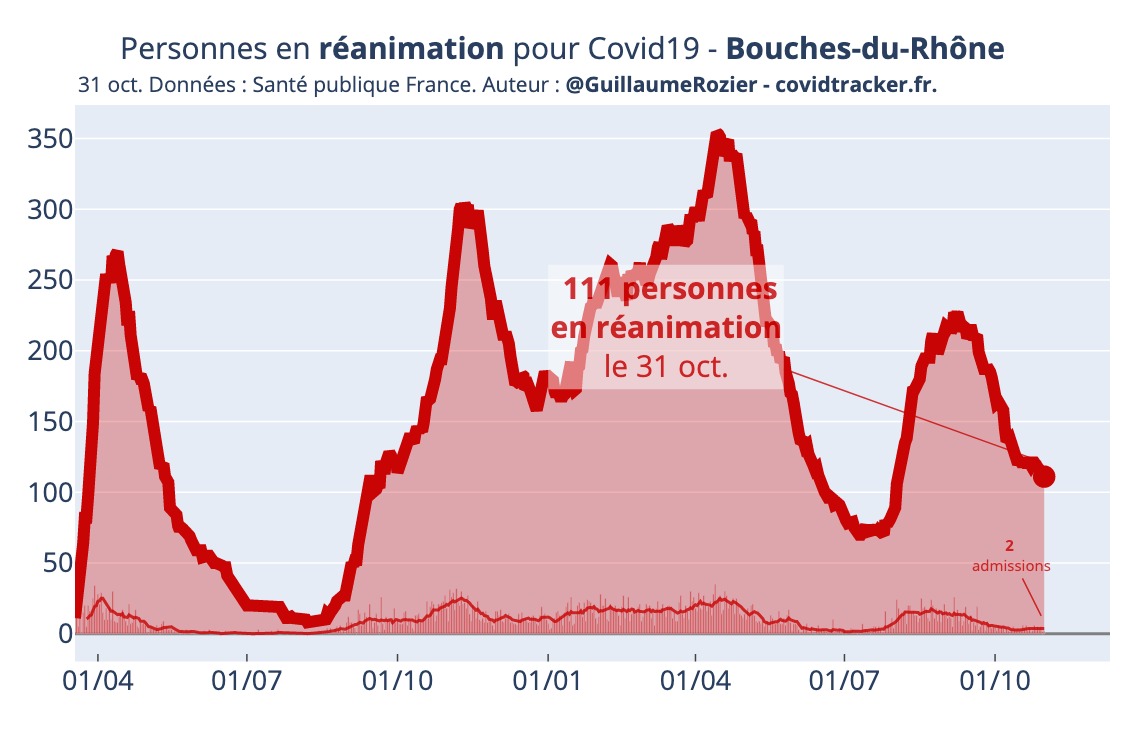 Personnes en réanimation pour Covid19 - Bouches-du-Rhône
31 oct. Données : Santé publique France. Auteur : @GuillaumeRozier - covidtracker.fr.
350
300
250
200
150
100
50
0
111 personnes
en réanimation
le 31 oct.
2
admissions
01/04
01/07
01/10
01/01
01/04
01/07
01/10